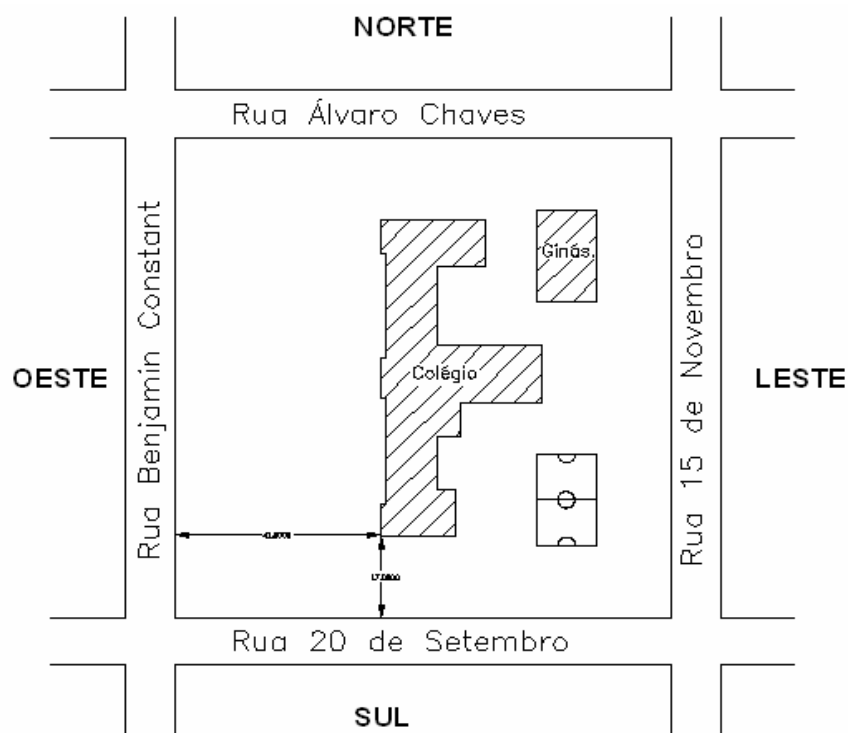 NORTE
Rua Álvaro Chaves
Rua Benjamin Constant
Ginás.
Rua 15 de Novembro
OESTE
Colégio
LESTE
Rua 20 de Setembro
SUL